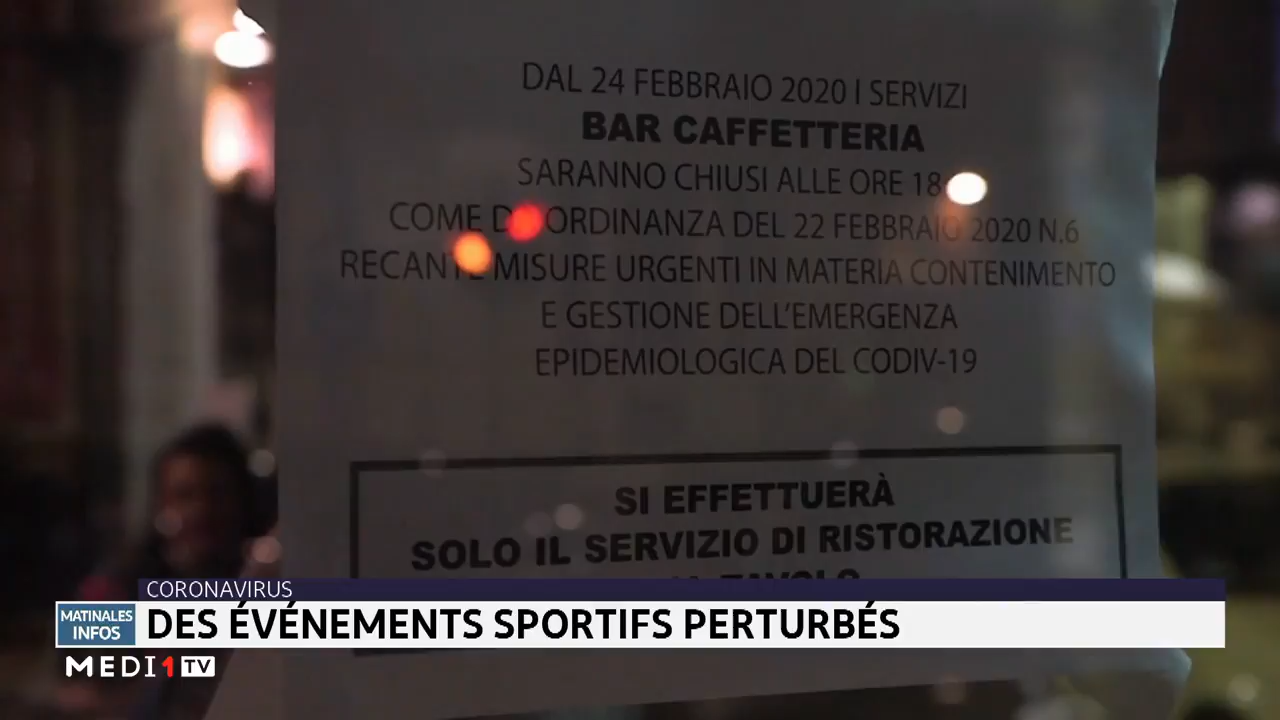 DAL 24 FEBBRAIO 2020 I SERVIZI
BAR CAFFETTERIA
SARANNO CHIUSI ALLE ORE 18
COME ORDINANZA DEL 22 FEBBRAIO 2020 N.6
RECANTE MISURE URGENTI IN MATERIA CONTENIMENTO
E GESTIONE DELL'EMERGENZA
EPIDEMIOLOGICA DEL CODIV-19
SI EFFETTUERÀ
SOLO IL SERVIZIO DI RISTORAZIONE
CORONAVIRUS
MATINALES
INFOS
DES ÉVÉNEMENTS SPORTIFS PERTURBÉS
MEDI1 TV